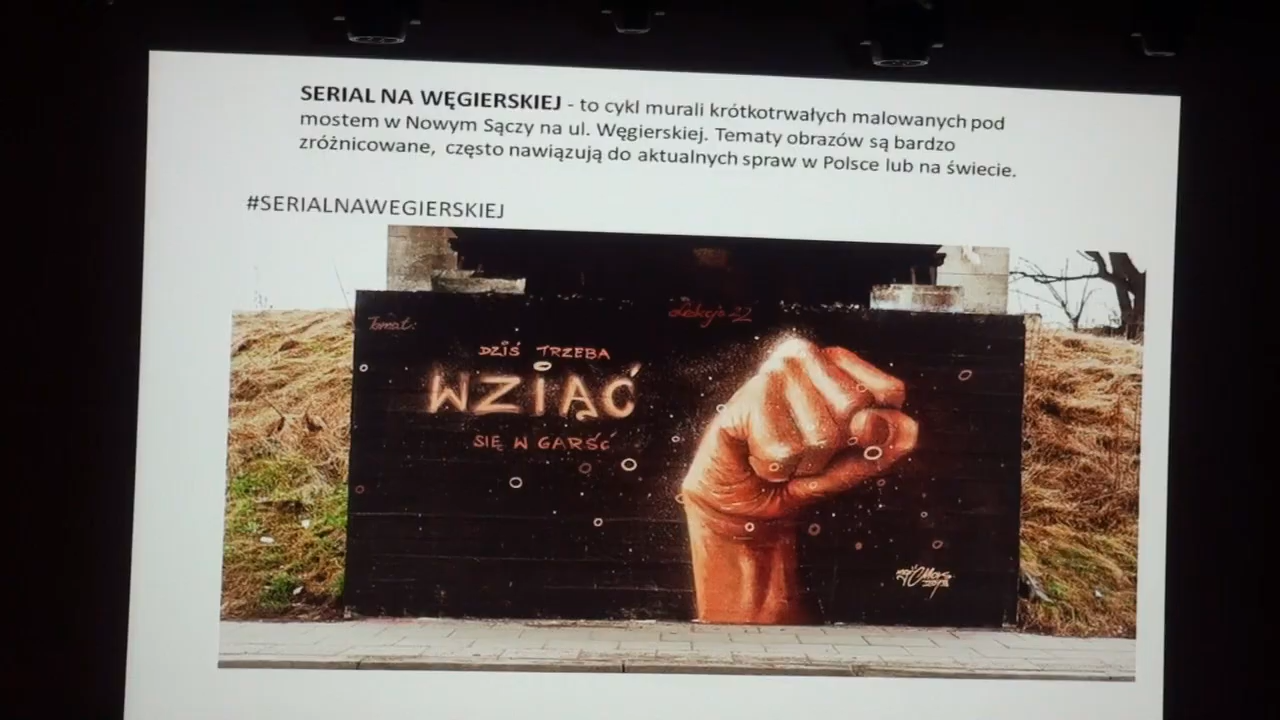 SERIAL NA WĘGIERSKIEJ - to cykl murali krótkotrwałych malowanych pod
mostem w Nowym Sączy na ul. Węgierskiej. Tematy obrazów są bardzo
zróżnicowane, często nawiązują do aktualnych spraw w Polsce lub na świecie.
#SERIALNAWEGIERSKIEJ
Lekcja 22
Temat:
DZIŚ TRZEBA
WZIĄĆ
SIĘ W GARŚĆ